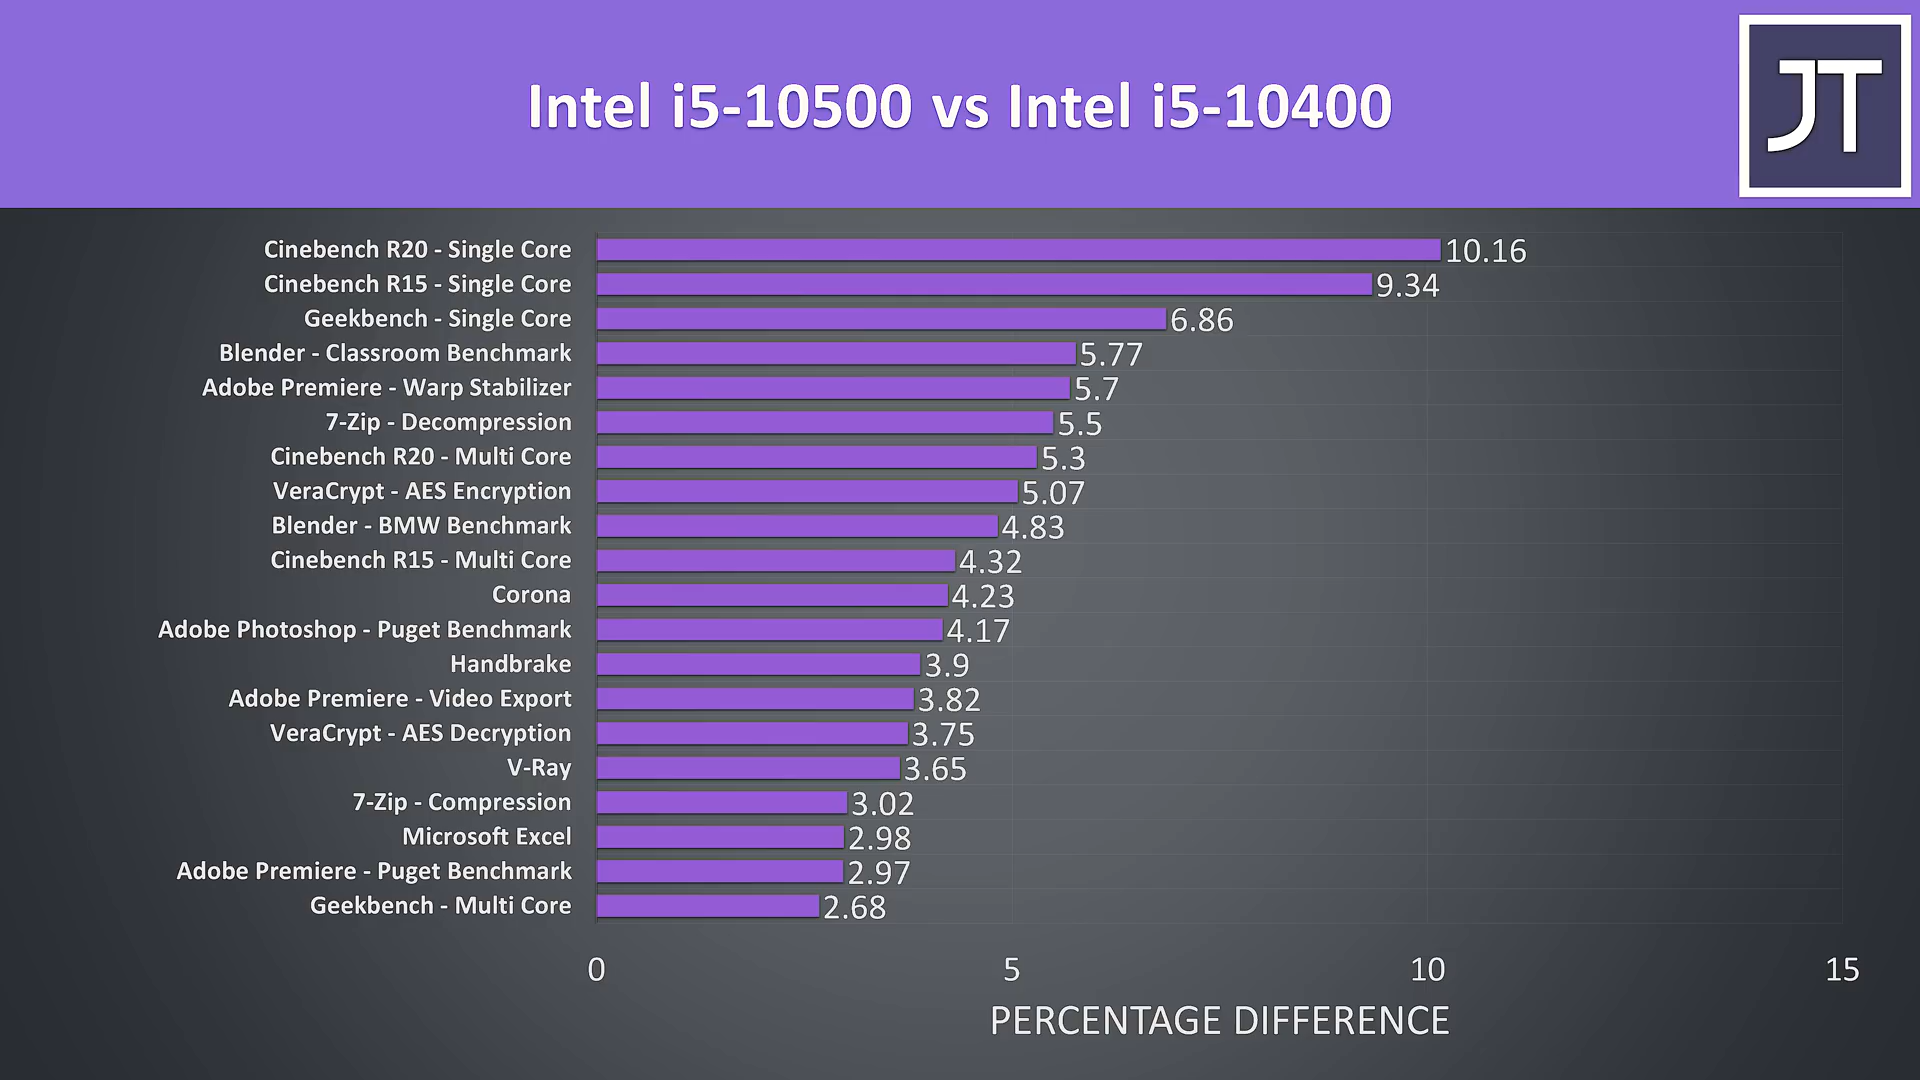 Intel i5-10500 vs Intel i5-10400
JT
Cinebench R20 - Single Core 10.16
Cinebench R15 - Single Core 9.34
Geekbench - Single Core 6.86
Blender - Classroom Benchmark 5.77
Adobe Premiere - Warp Stabilizer 5.7
7-Zip - Decompression 5.5
Cinebench R20 - Multi Core 5.3
VeraCrypt - AES Encryption 5.07
Blender - BMW Benchmark 4.83
Cinebench R15 - Multi Core 4.32
Corona 4.23
Adobe Photoshop - Puget Benchmark 4.17
Handbrake 3.9
Adobe Premiere - Video Export 3.82
VeraCrypt - AES Decryption 3.75
V-Ray 3.65
7-Zip - Compression 3.02
Microsoft Excel 2.98
Adobe Premiere - Puget Benchmark 2.97
Geekbench - Multi Core 2.68
0 5 10 15
PERCENTAGE DIFFERENCE